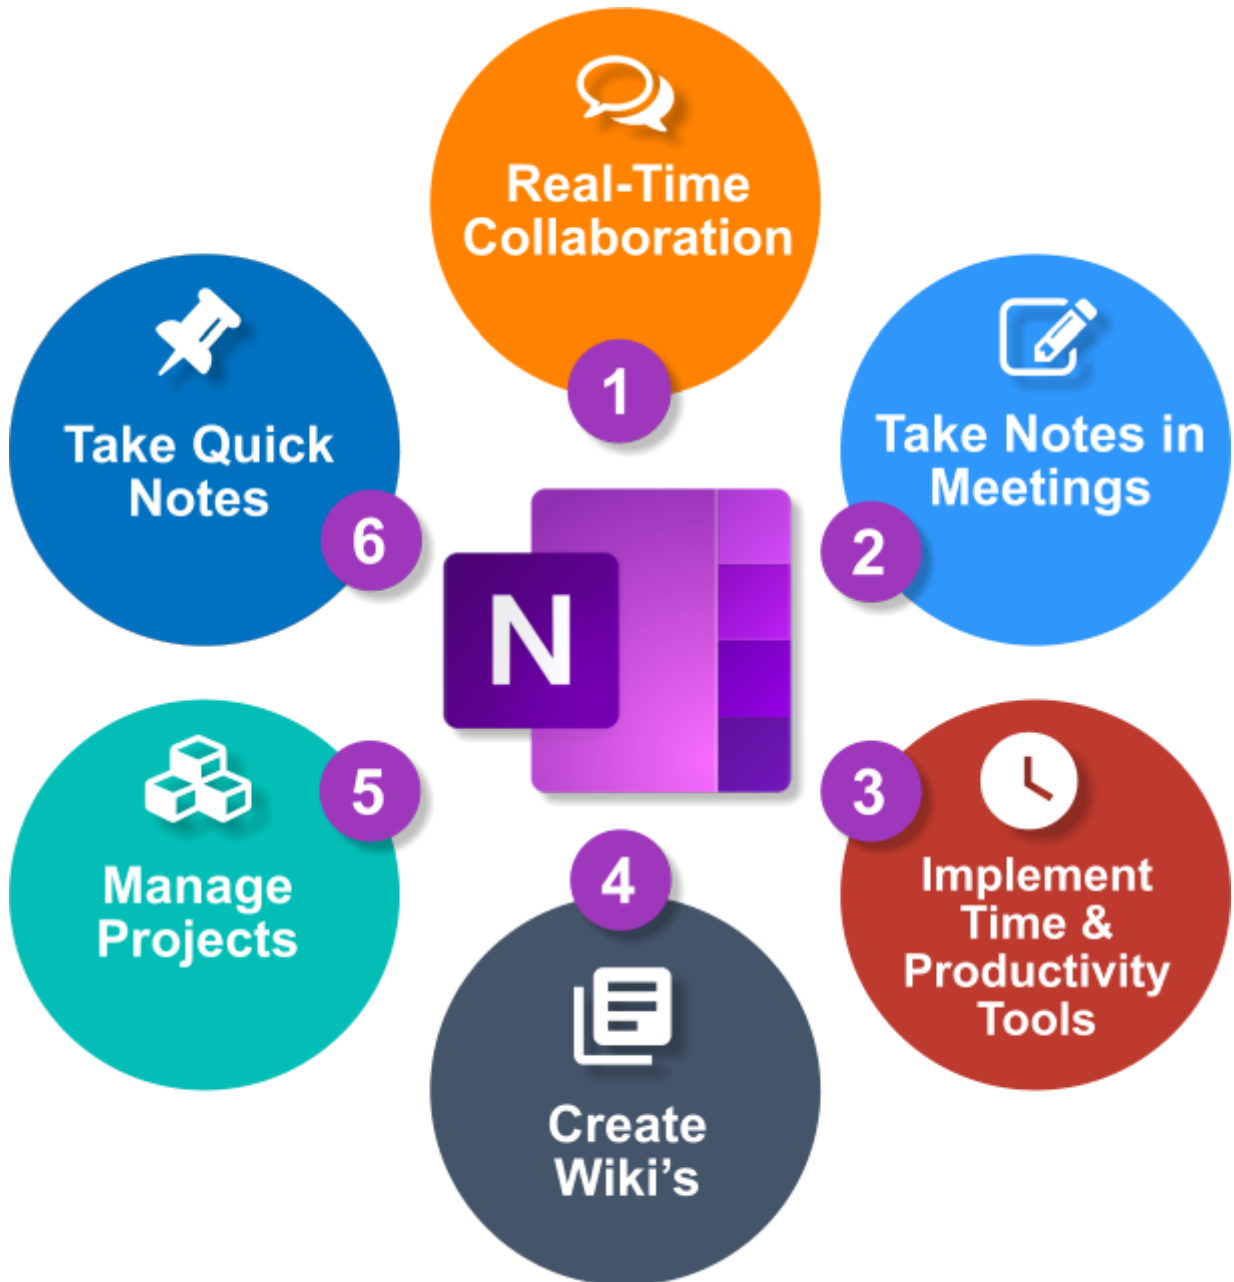 Real-Time
Collaboration
1
Take Notes in
Meetings
2
3
Implement
Time &
Productivity
Tools
4
Create
Wiki’s
5
Manage
Projects
Take Quick
Notes
6
N